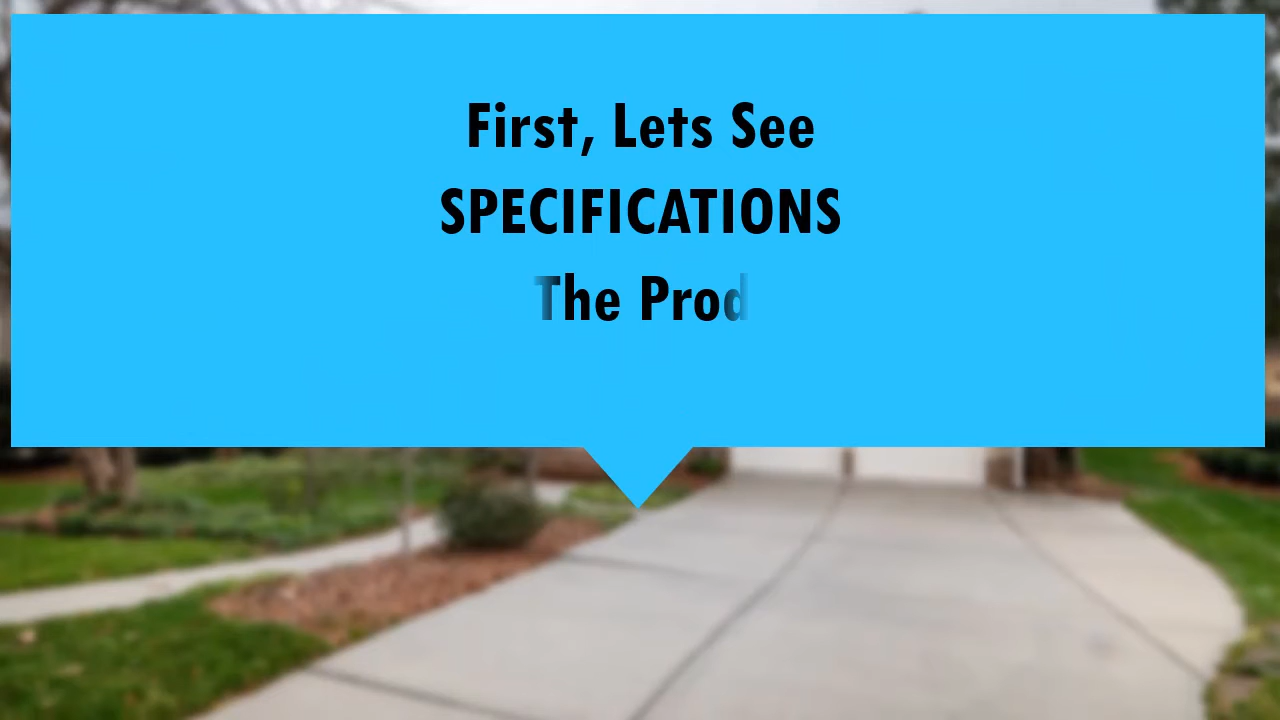 First, Lets See
SPECIFICATIONS
The Prod